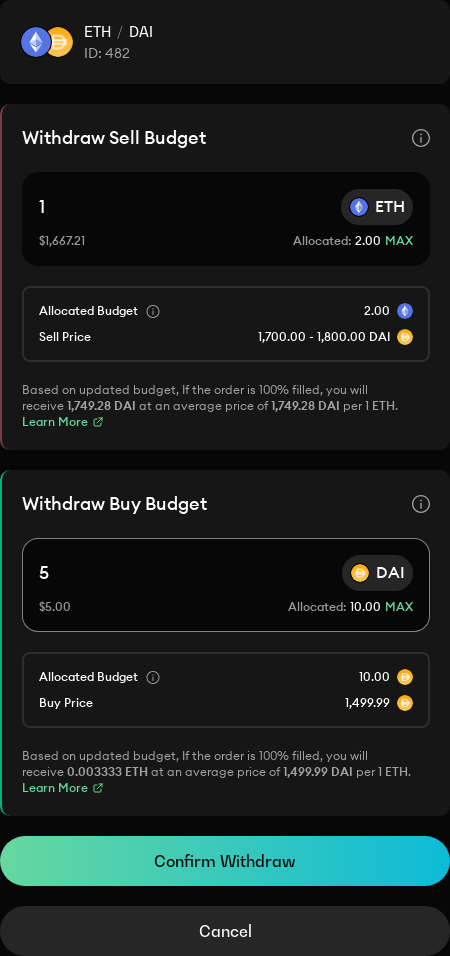 ETH / DAI
ID: 482
Withdraw Sell Budget
1
ETH
$1,667.21
Allocated: 2.00 MAX
Allocated Budget
2.00
Sell Price
1,700.00 - 1,800.00 DAI
Based on updated budget, If the order is 100% filled, you will
receive 1,749.28 DAI at an average price of 1,749.28 DAI per 1 ETH.
Learn More
Withdraw Buy Budget
5
DAI
$5.00
Allocated: 10.00 MAX
Allocated Budget
10.00
Buy Price
1,499.99
Based on updated budget, If the order is 100% filled, you will
receive 0.003333 ETH at an average price of 1,499.99 DAI per 1 ETH.
Learn More
Confirm Withdraw
Cancel